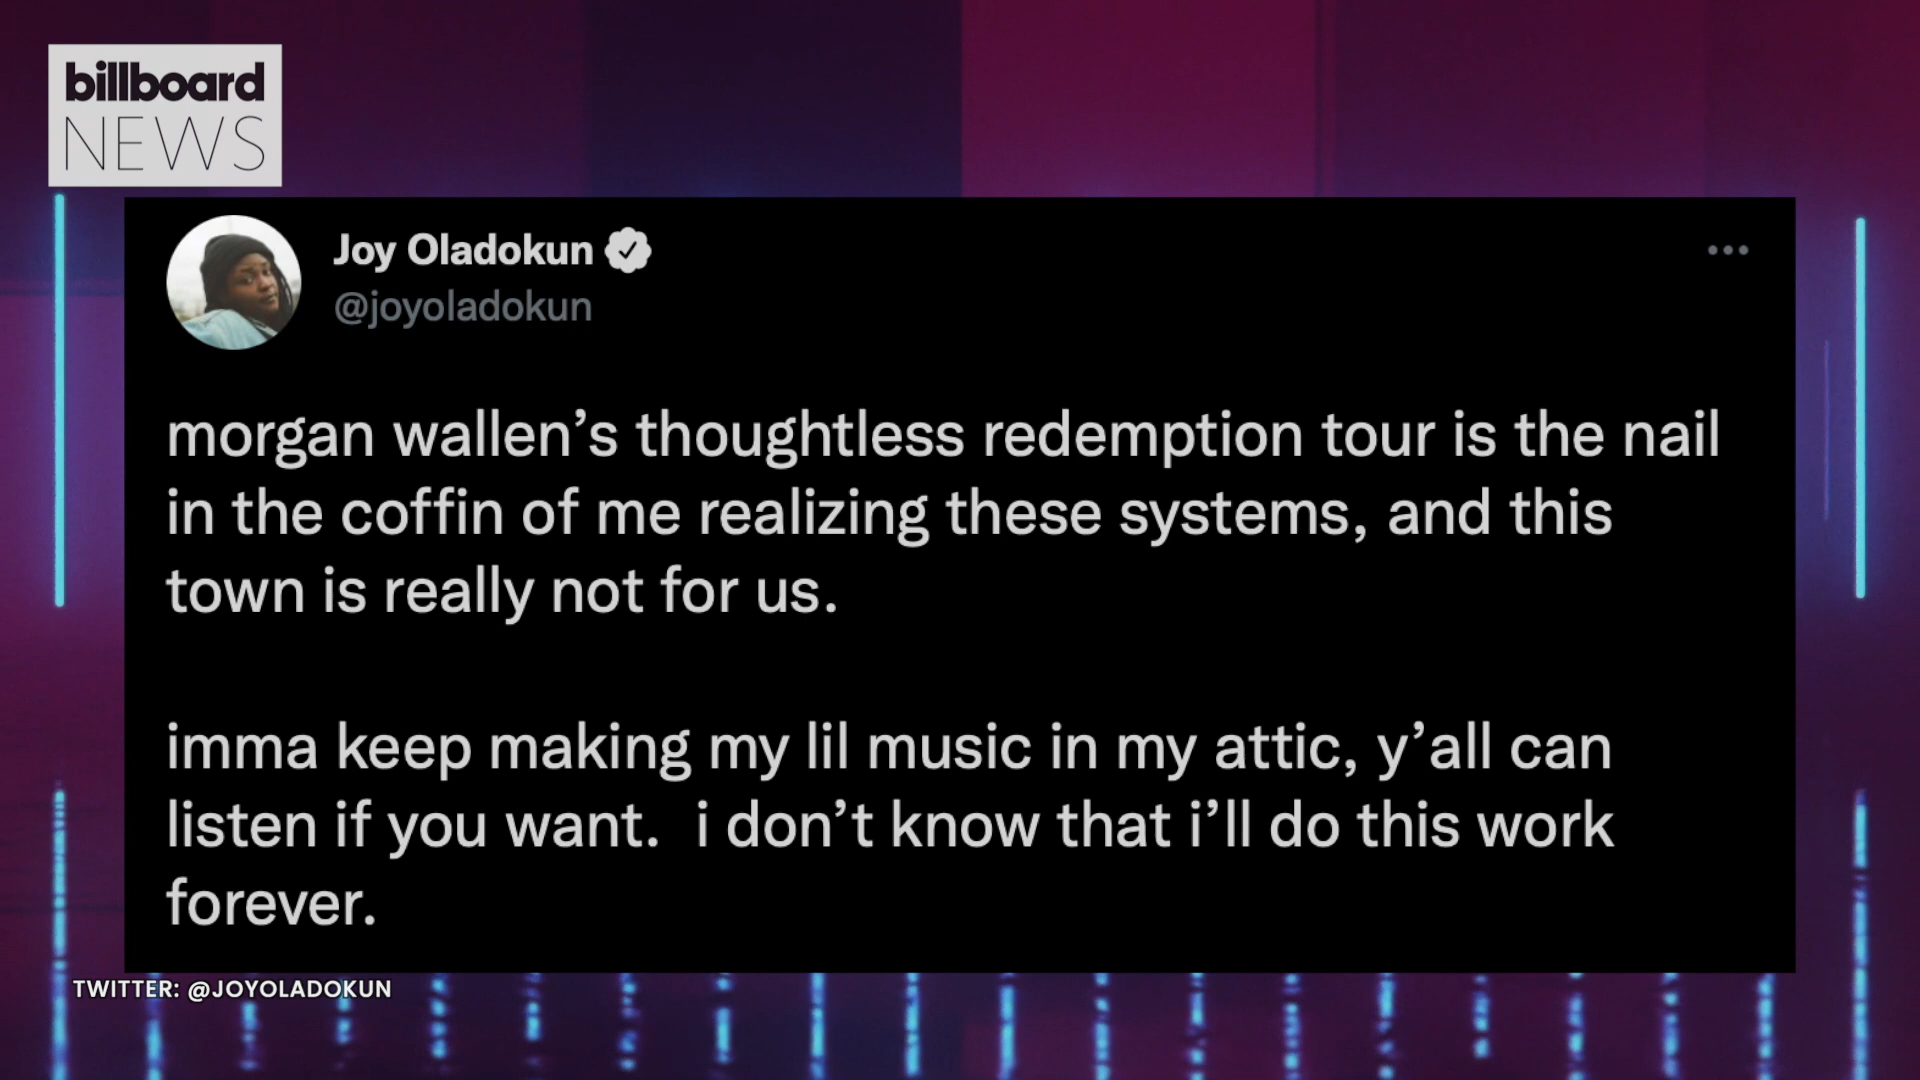 billboard
NEWS
Joy Oladokun
@joyoladokun
morgan wallen’s thoughtless redemption tour is the nail
in the coffin of me realizing these systems, and this
town is really not for us.
imma keep making my lil music in my attic, y’all can
listen if you want.  i don’t know that i’ll do this work
forever.
TWITTER: @JOYOLADOKUN